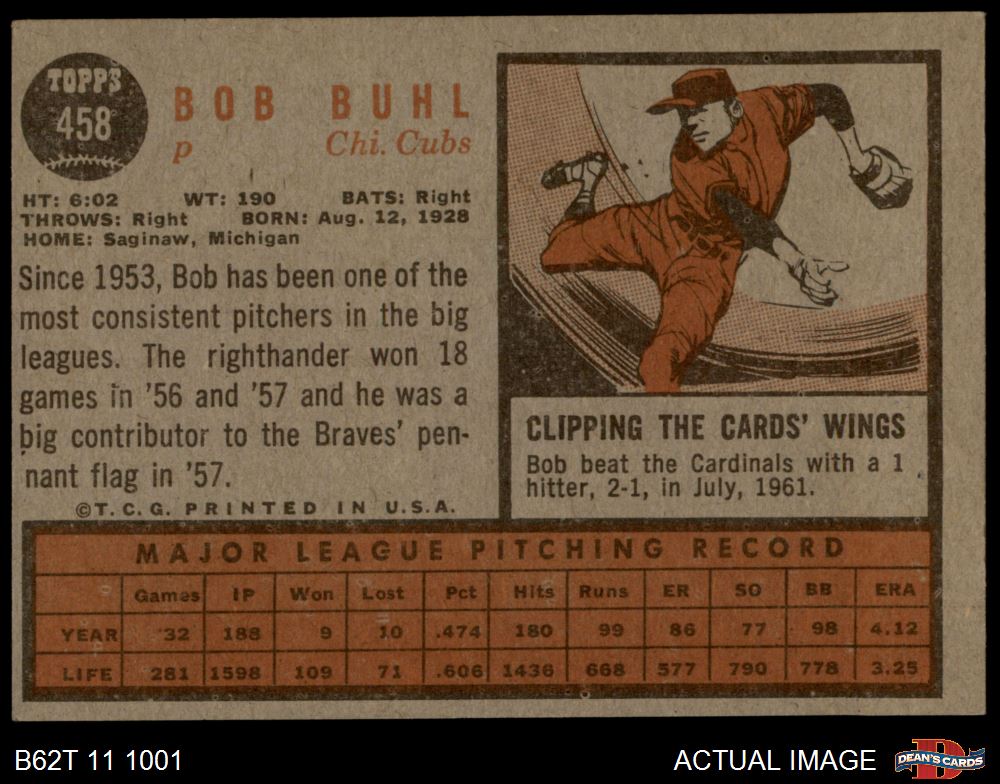 TOPPS
458
BOB BUHL
p Chi. Cubs
HT: 6:02 WT: 190 BATS: Right
THROWS: Right BORN: Aug. 12, 1928
HOME: Saginaw, Michigan
Since 1953, Bob has been one of the
most consistent pitchers in the big
leagues. The righthander won 18
games in '56 and '57 and he was a
big contributor to the Braves' pen-
nant flag in '57.
©T.C.G. PRINTED IN U.S.A.
CLIPPING THE CARDS' WINGS
Bob beat the Cardinals with a 1
hitter, 2-1, in July, 1961.
MAJOR LEAGUE PITCHING RECORD
Games IP Won Lost Pct Hits Runs ER SO BB ERA
YEAR 32 188 9 10 .474 180 99 86 77 98 4.12
LIFE 281 1598 109 71 .606 1436 668 577 790 778 3.25
B62T 11 1001
ACTUAL IMAGE
D
DEAN'S CARDS